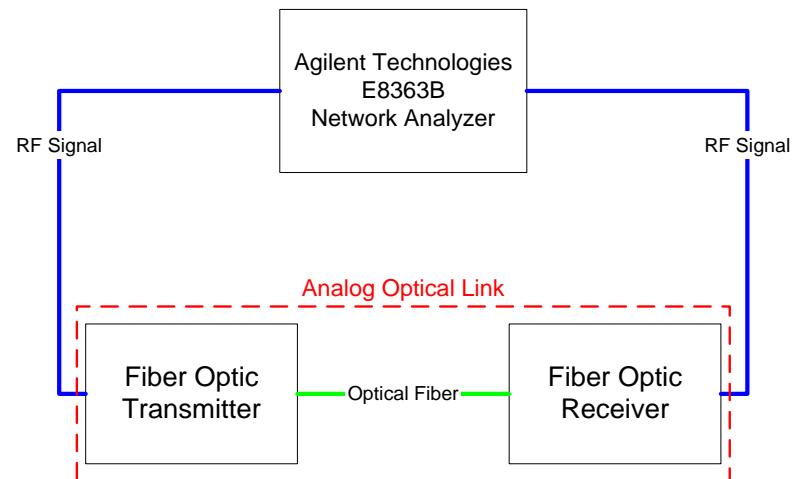 Agilent Technologies
E8363B
Network Analyzer
RF Signal
RF Signal
Analog Optical Link
Fiber Optic
Transmitter
Optical Fiber
Fiber Optic
Receiver